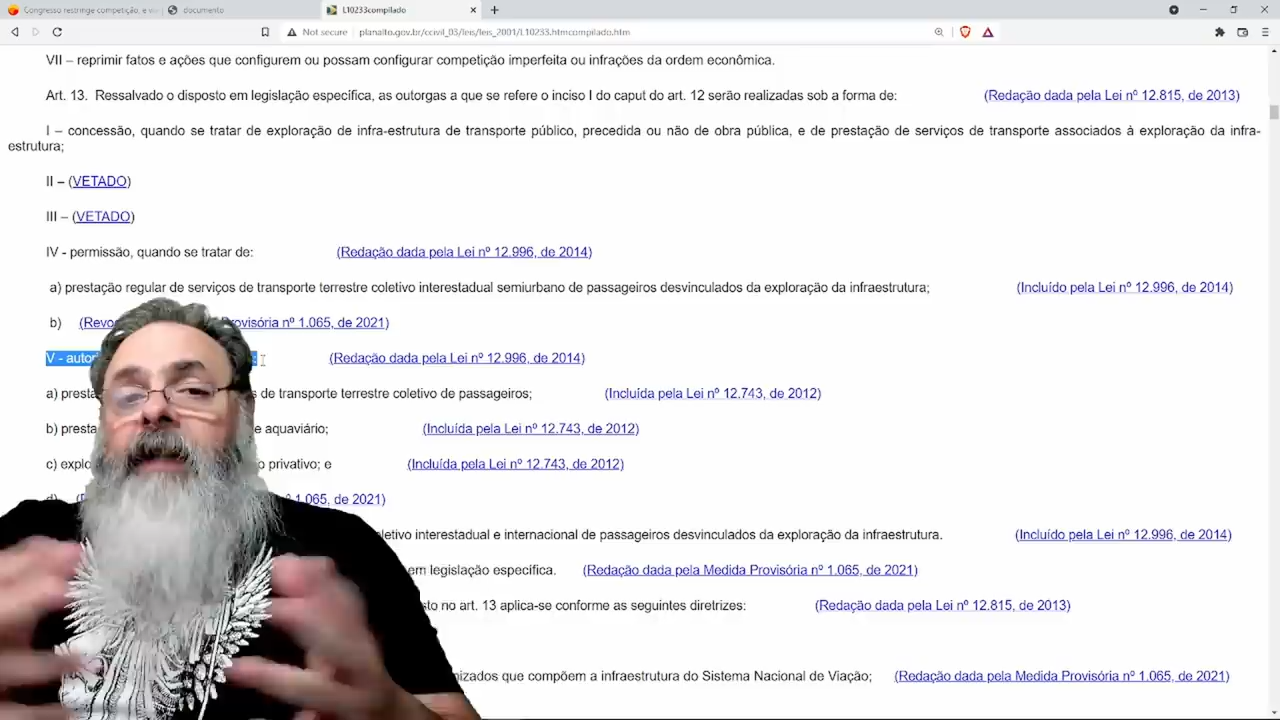 Congresso restringe competição, e vi
documento
L10233compilado
Not secure
planalto.gov.br/ccivil_03/leis/leis_2001/L10233.htmcompilado.htm
VII – reprimir fatos e ações que configurem ou possam configurar competição imperfeita ou infrações da ordem econômica.
Art. 13. Ressalvado o disposto em legislação específica, as outorgas a que se refere o inciso I do caput do art. 12 serão realizadas sob a forma de: (Redação dada pela Lei nº 12.815, de 2013)
I – concessão, quando se tratar de exploração de infra-estrutura de transporte público, precedida ou não de obra pública, e de prestação de serviços de transporte associados à exploração da infra-
estrutura;
II – (VETADO)
III – (VETADO)
IV - permissão, quando se tratar de: (Redação dada pela Lei nº 12.996, de 2014)
a) prestação regular de serviços de transporte terrestre coletivo interestadual semiurbano de passageiros desvinculados da exploração da infraestrutura; (Incluído pela Lei nº 12.996, de 2014)
b) (Revo rovisória nº 1.065, de 2021)
V - autori : (Redação dada pela Lei nº 12.996, de 2014)
a) presta s de transporte terrestre coletivo de passageiros; (Incluída pela Lei nº 12.743, de 2012)
b) presta e aquaviário; (Incluída pela Lei nº 12.743, de 2012)
c) explo o privativo; e (Incluída pela Lei nº 12.743, de 2012)
d) nº 1.065, de 2021)
letivo interestadual e internacional de passageiros desvinculados da exploração da infraestrutura. (Incluído pela Lei nº 12.996, de 2014)
em legislação específica. (Redação dada pela Medida Provisória nº 1.065, de 2021)
sto no art. 13 aplica-se conforme as seguintes diretrizes: (Redação dada pela Lei nº 12.815, de 2013)
nizados que compõem a infraestrutura do Sistema Nacional de Viação; (Redação dada pela Medida Provisória nº 1.065, de 2021)